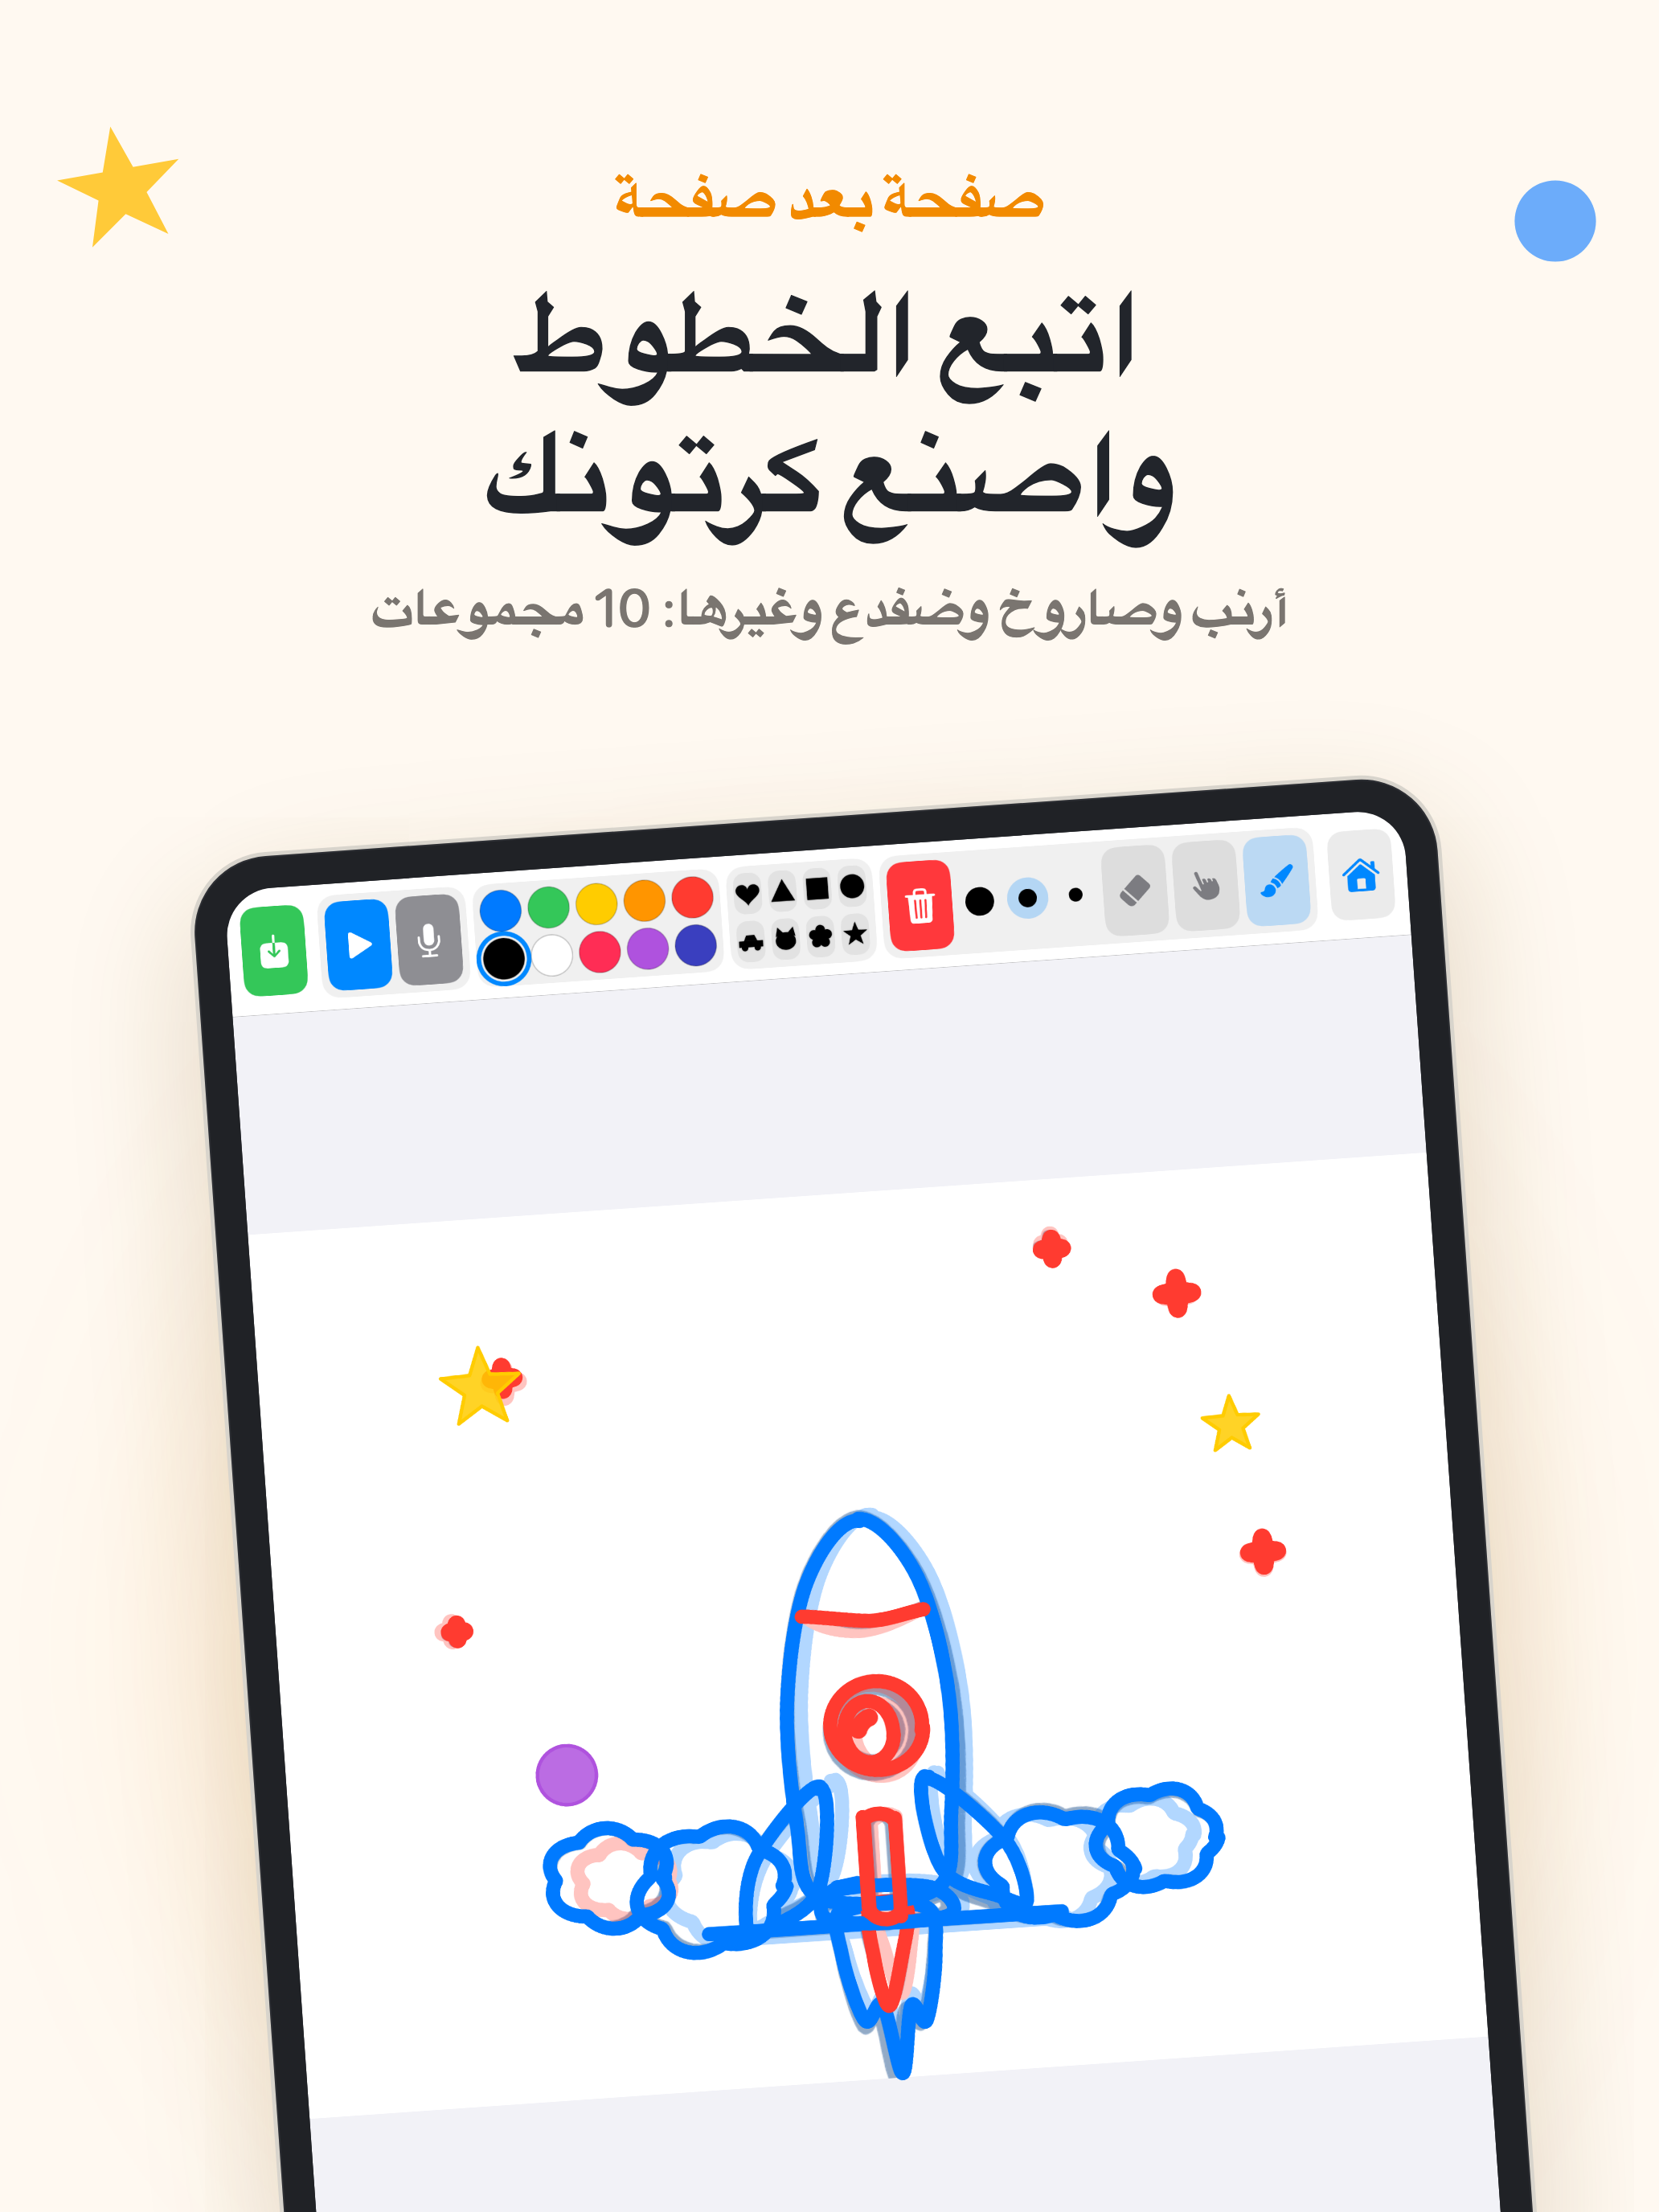 صفحة بعد صفحة
اتبع الخطوط
واصنع كرتونك
أرنب وصاروخ وضفدع وغيرها: 10 مجموعات